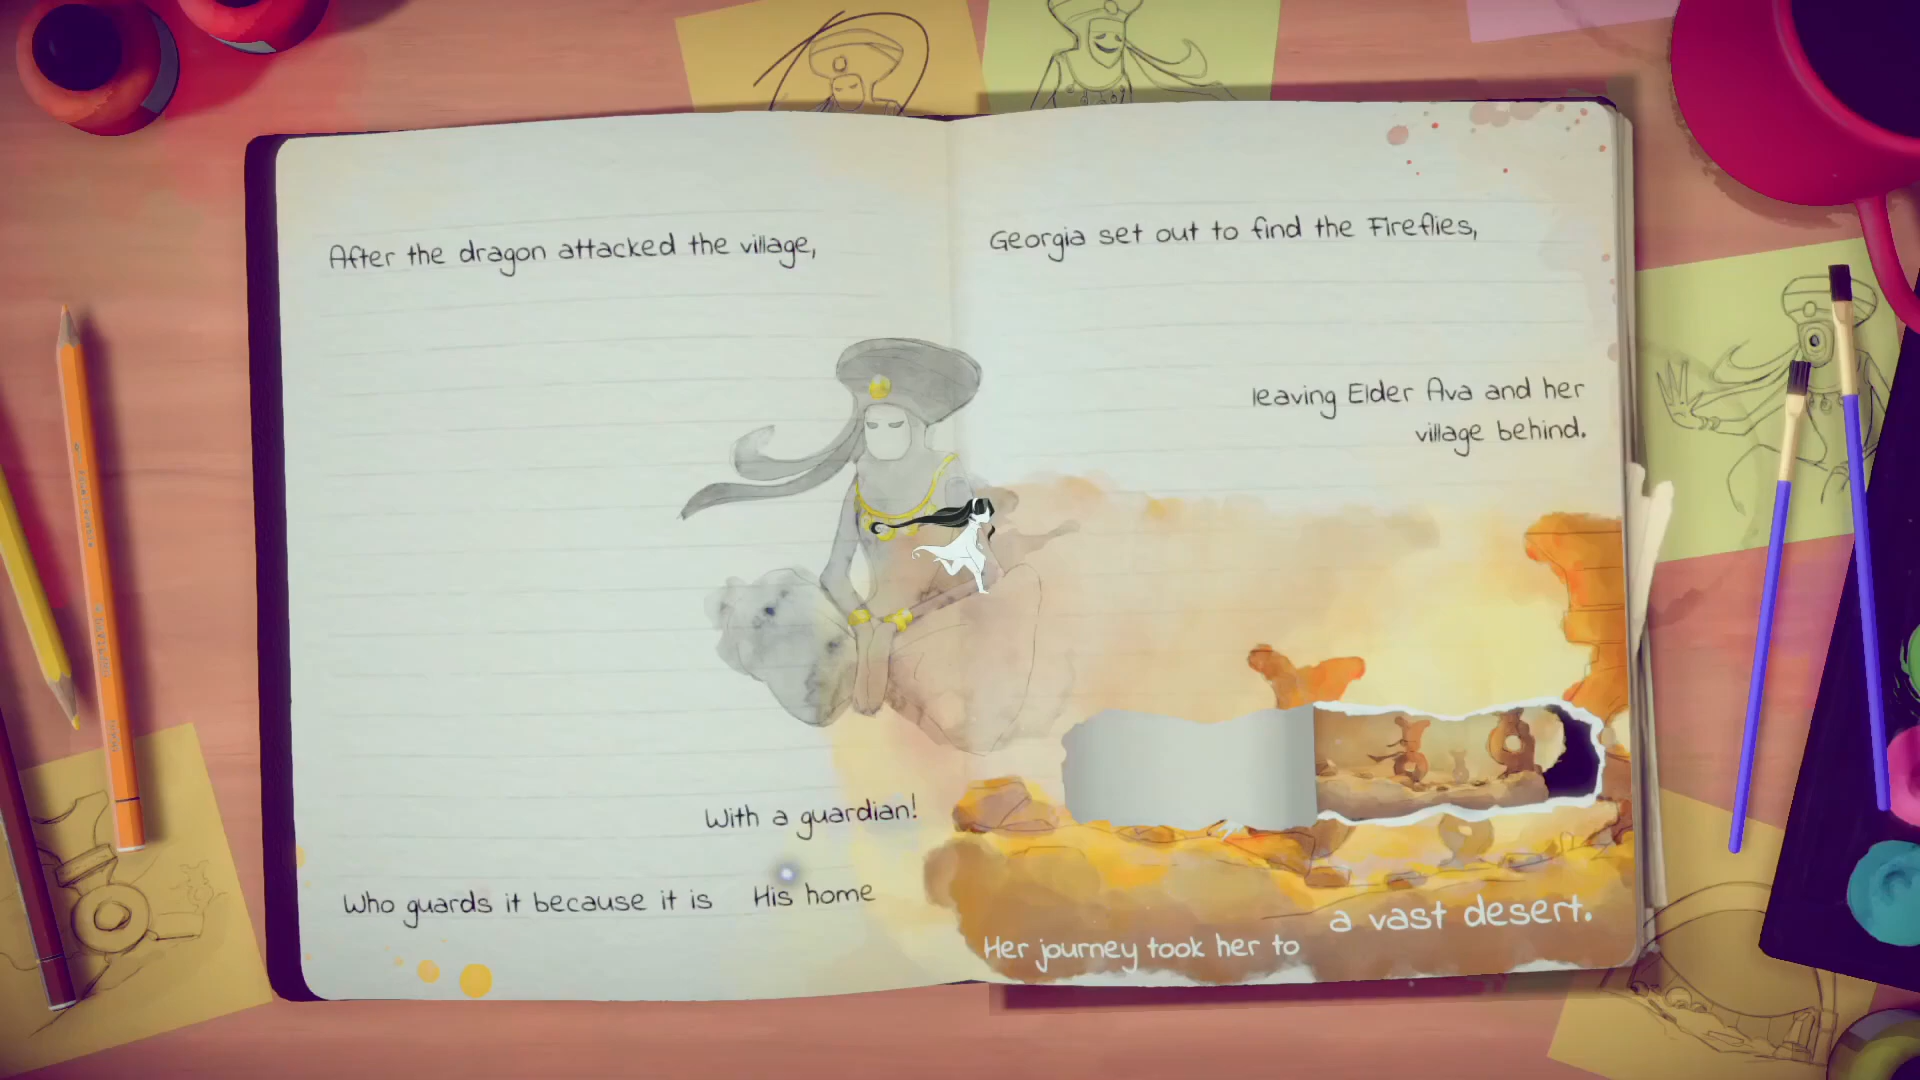 After the dragon attacked the village,
With a guardian!
Who guards it because it is His home
Georgia set out to find the Fireflies,
leaving Elder Ava and her
village behind.
Her journey took her to
a vast desert.